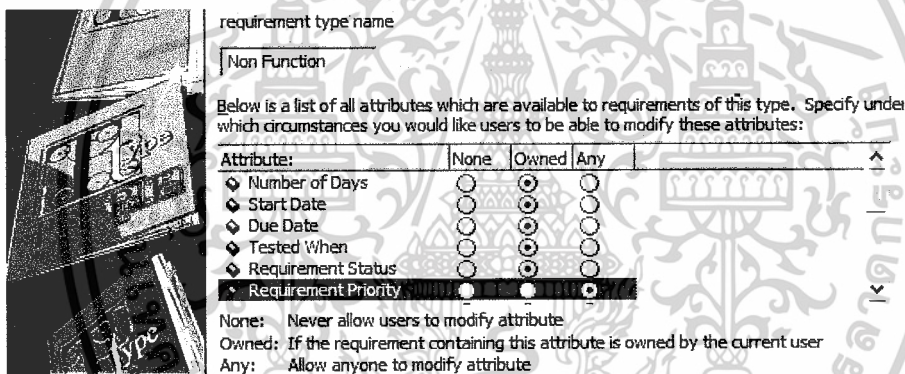 requirement type name
Non Function
Below is a list of all attributes which are available to requirements of this type. Specify under
which circumstances you would like users to be able to modify these attributes:
Attribute: None Owned Any
Number of Days
Start Date
Due Date
Tested When
Requirement Status
Requirement Priority
None: Never allow users to modify attribute
Owned: If the requirement containing this attribute is owned by the current user
Any: Allow anyone to modify attribute
type